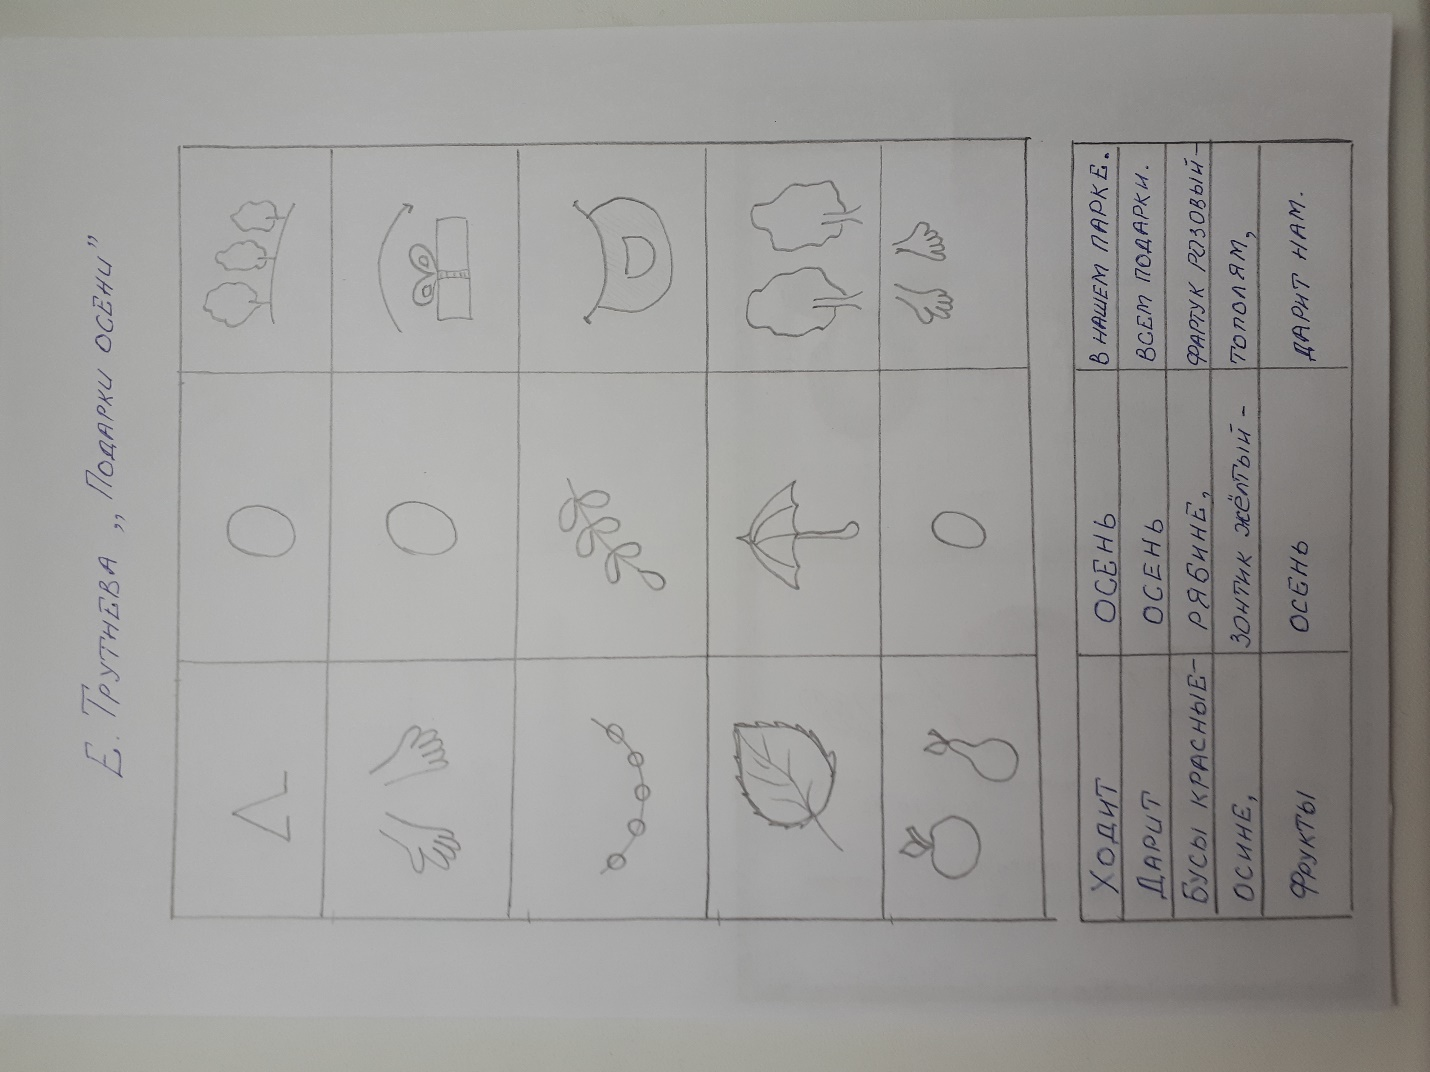 Е. Трутнева „Подарки осени”
Ходит осень в нашем парке.
Дарит осень всем подарки.
Бусы красные- рябине, фартук розовый-
осине, зонтик жёлтый- тополям,
Фрукты осень дарит нам.